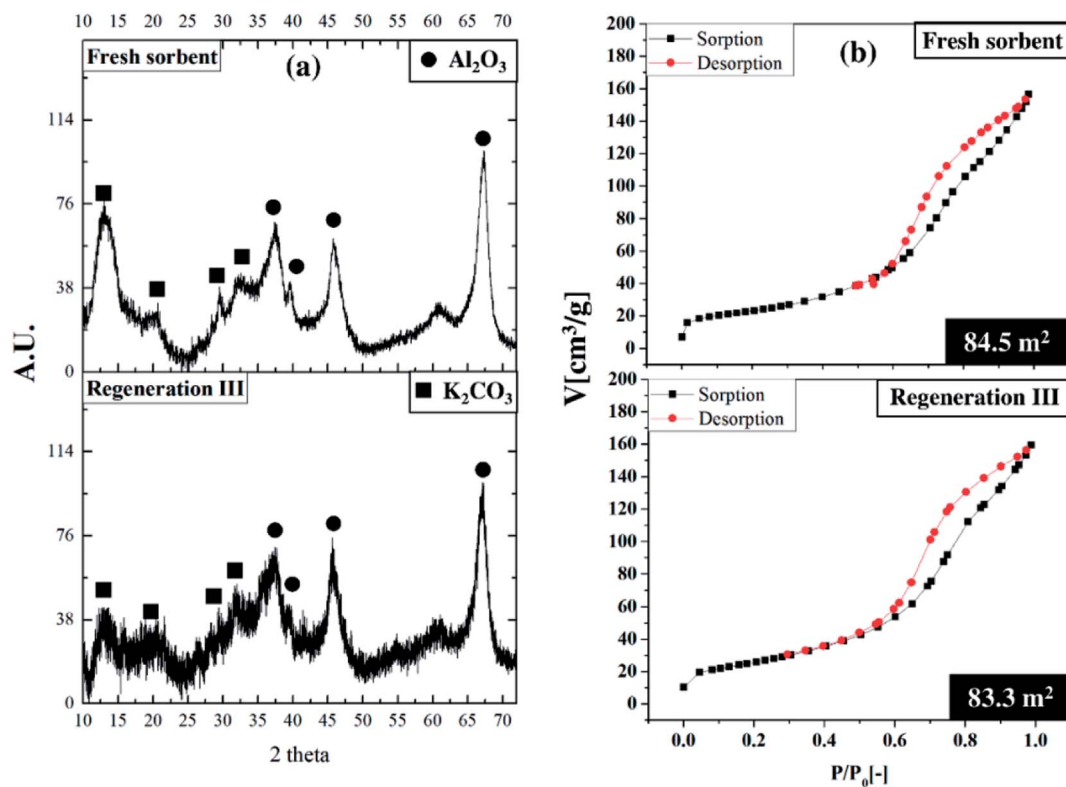 10 15 20 25 30 35 40 45 50 55 60 65 70
Fresh sorbent
(a)
● Al₂O₃
114
76
38
0
A.U.
Regeneration III
■ K₂CO₃
114
76
38
0
10 15 20 25 30 35 40 45 50 55 60 65 70
2 theta
200
180
160
140
120
100
80
60
40
20
0
Sorption
Desorption
(b)
Fresh sorbent
84.5 m²
V[cm³/g]
200
180
160
140
120
100
80
60
40
20
0
Sorption
Desorption
Regeneration III
83.3 m²
0.0 0.2 0.4 0.6 0.8 1.0
P/P₀[-]